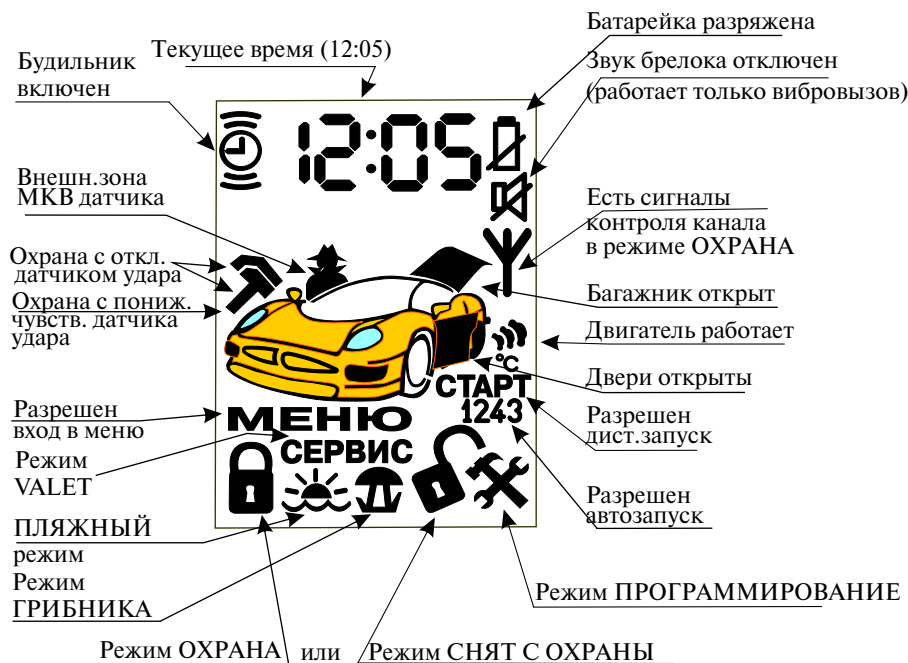 Батарейка разряжена
Текущее время (12:05)
Будильник
включен
Звук брелока отключен
(работает только вибровызов)
12:05
Внешн.зона
МКВ датчика
Есть сигналы
контроля канала
в режиме ОХРАНА
Охрана с откл.
датчиком удара
Багажник открыт
Охрана с пониж.
чувств. датчика
удара
Двигатель работает
°C
Двери открыты
СТАРТ
1243
Разрешен
вход в меню
МЕНЮ
Разрешен
дист.запуск
СЕРВИС
Режим
VALET
Разрешен
автозапуск
ПЛЯЖНЫЙ
режим
Режим
ГРИБНИКА
Режим ПРОГРАММИРОВАНИЕ
Режим ОХРАНА или Режим СНЯТ С ОХРАНЫ